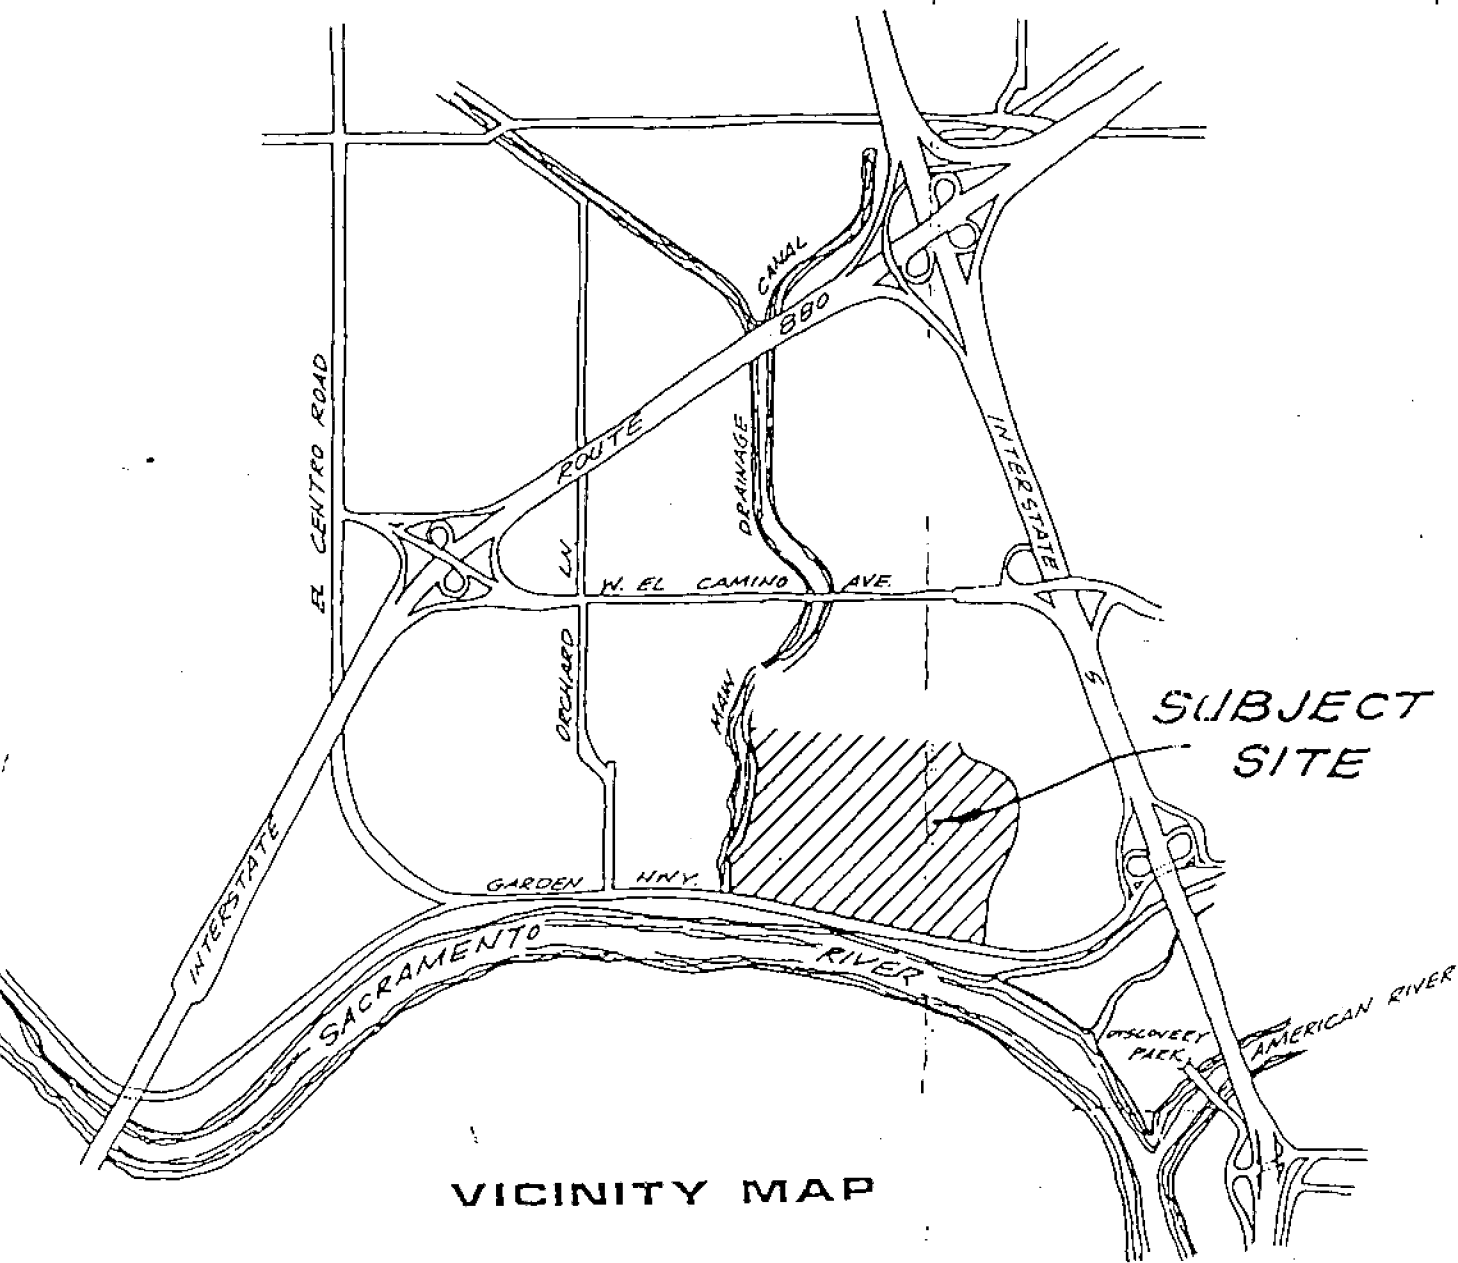 CANAL
880
EL CENTRO ROAD
ROUTE
DRAINAGE
INTERSTATE
LN
W. EL CAMINO AVE.
ORCHARD
5
MAIN
SUBJECT
SITE
INTERSTATE
GARDEN HWY.
SACRAMENTO
RIVER
DISCOVERY
PARK
AMERICAN RIVER
VICINITY MAP